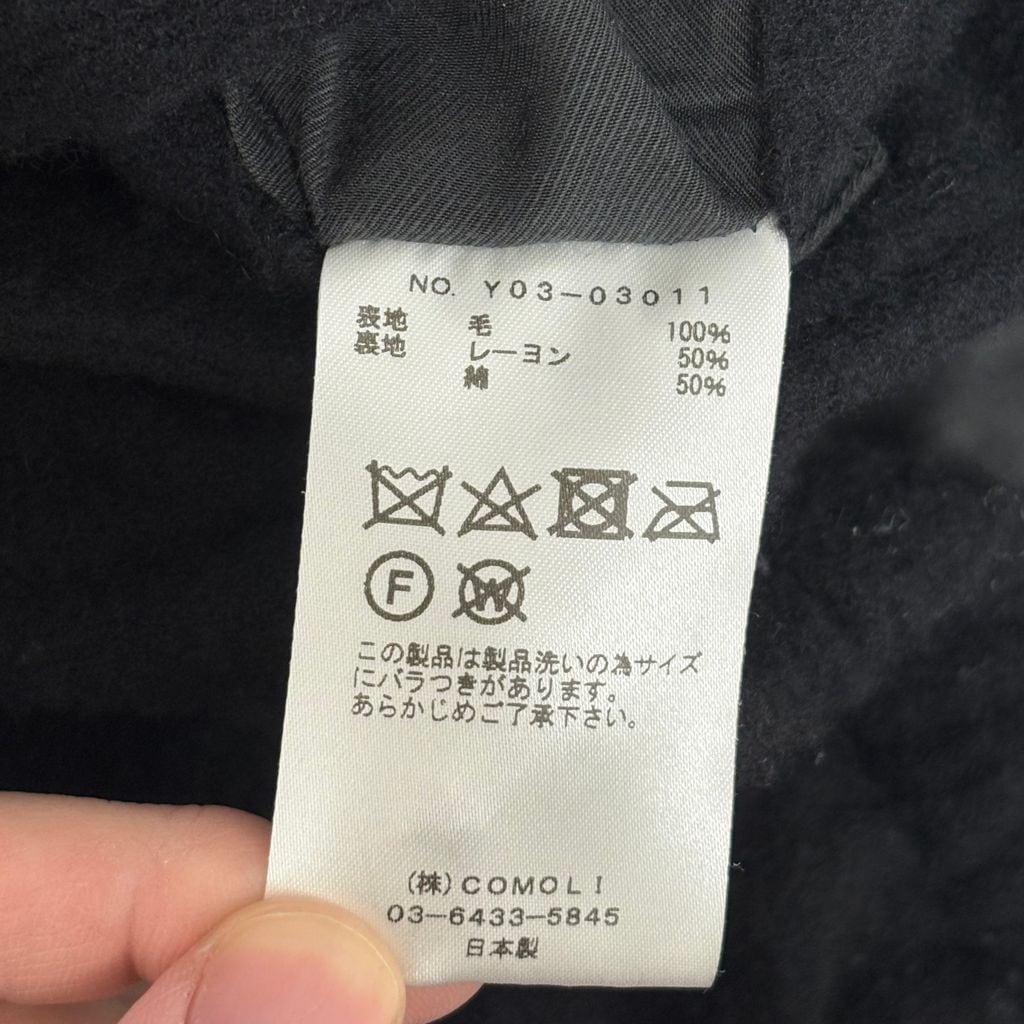 NO. Y03-03011
表地 毛 100%
裏地 レーヨン 50%
綿 50%
F W
この製品は製品洗いの為サイズ
にバラつきがあります。
あらかじめご了承下さい。
(株)COMOLI
03-6433-5845
日本製